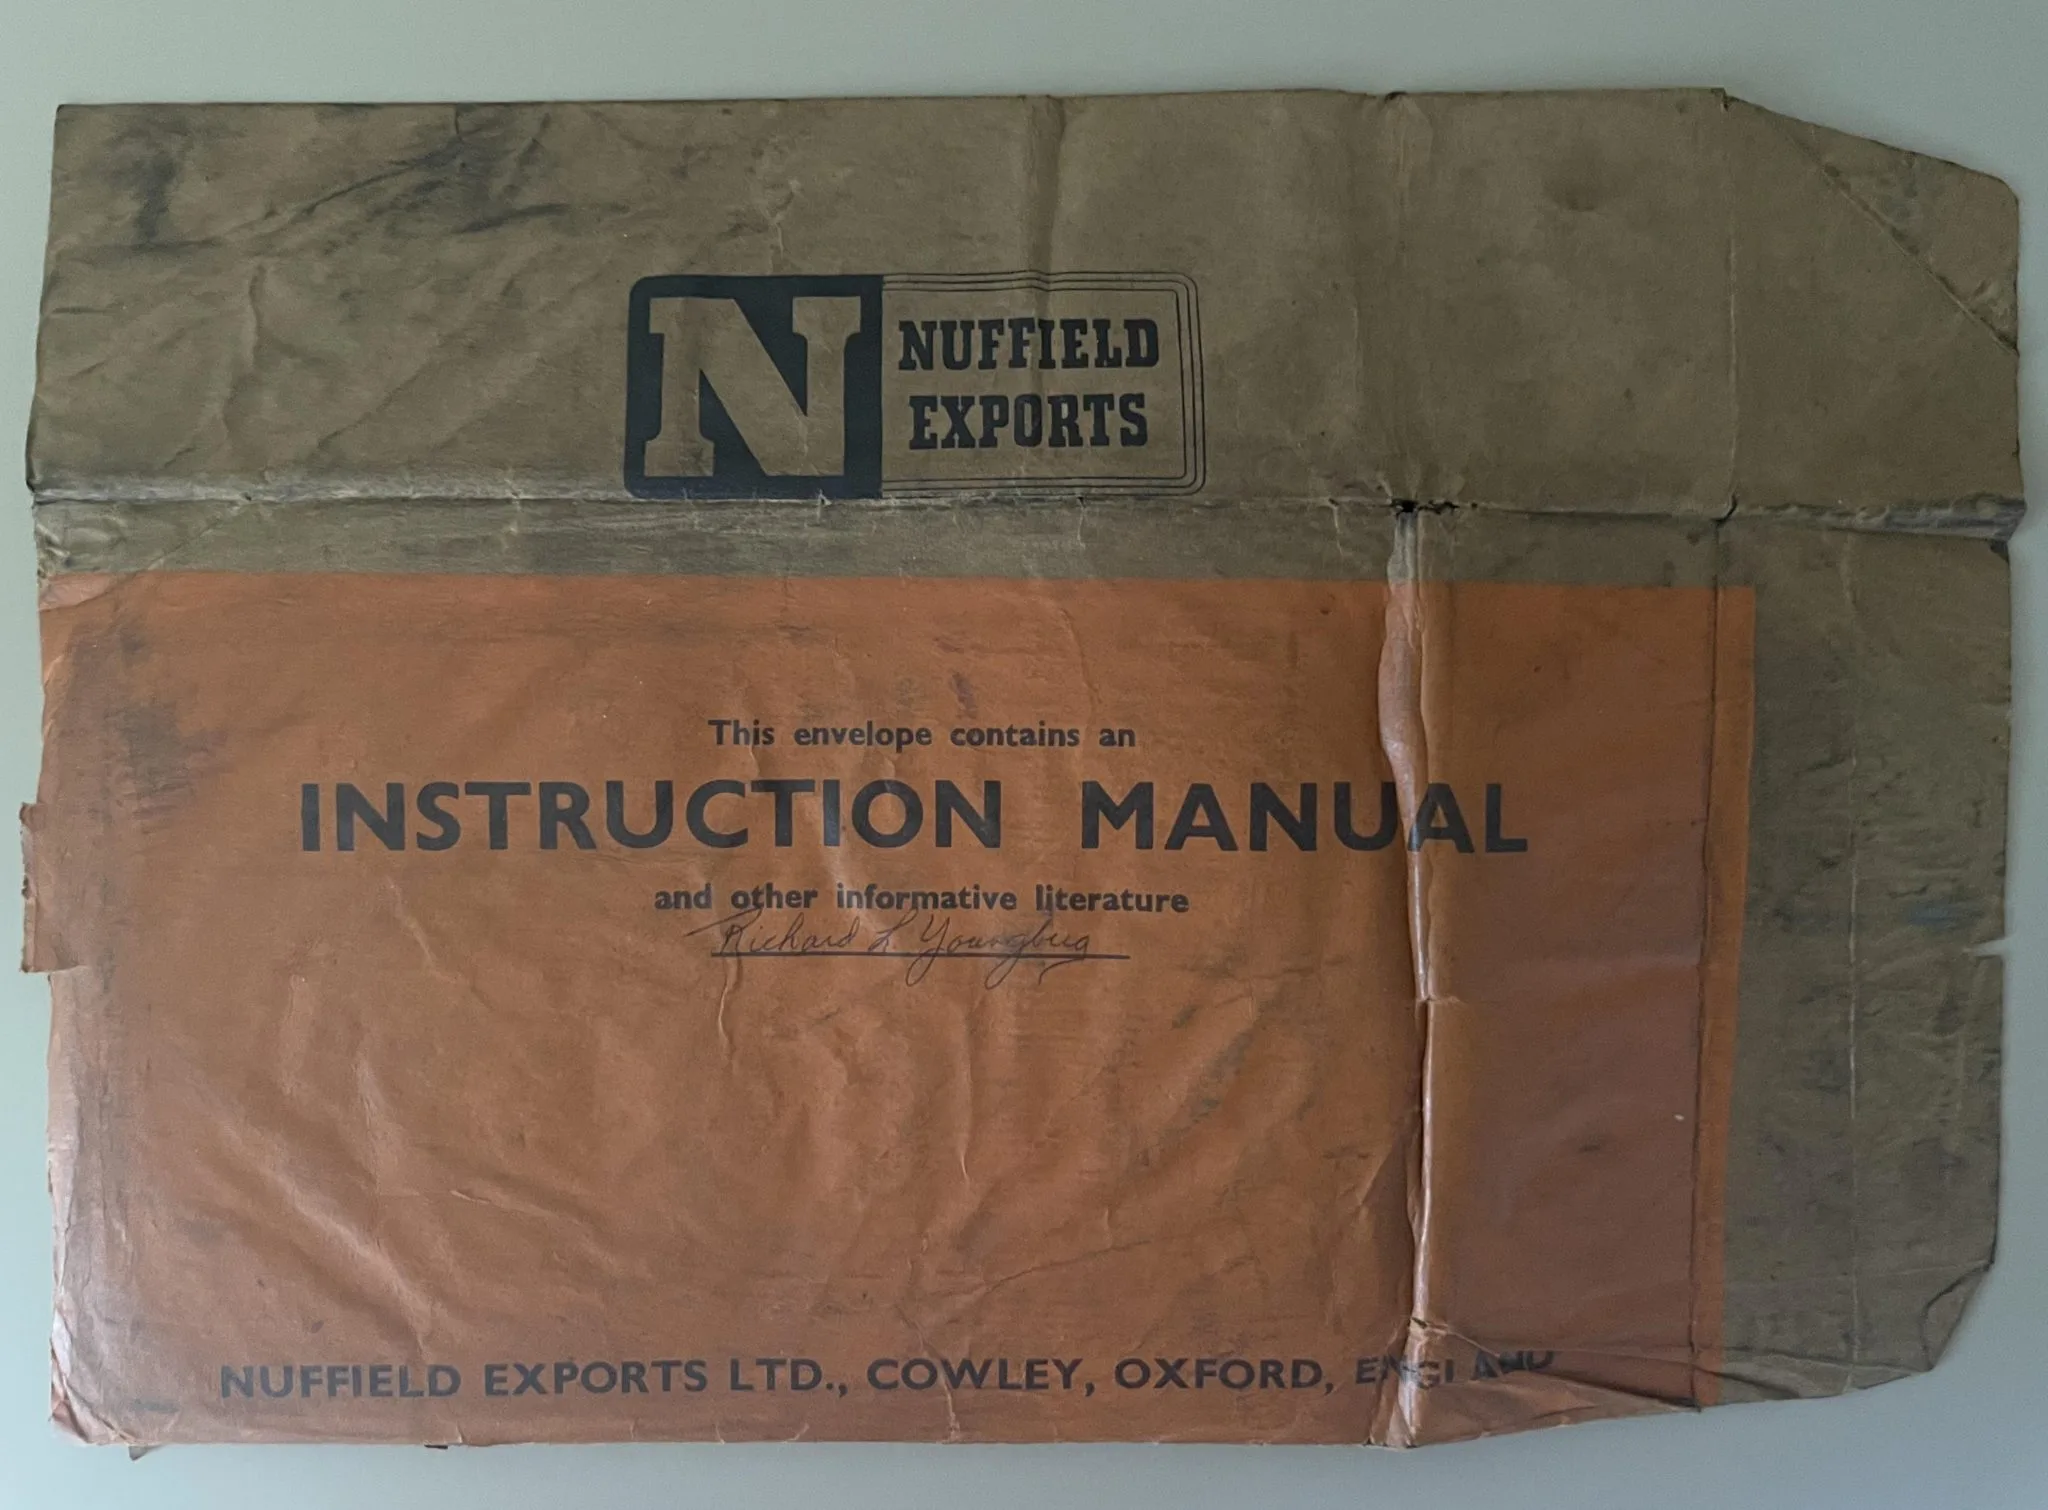 N NUFFIELD
EXPORTS
This envelope contains an
INSTRUCTION MANUAL
and other informative literature
Richard L. Youngbug
NUFFIELD EXPORTS LTD., COWLEY, OXFORD, ENGLAND